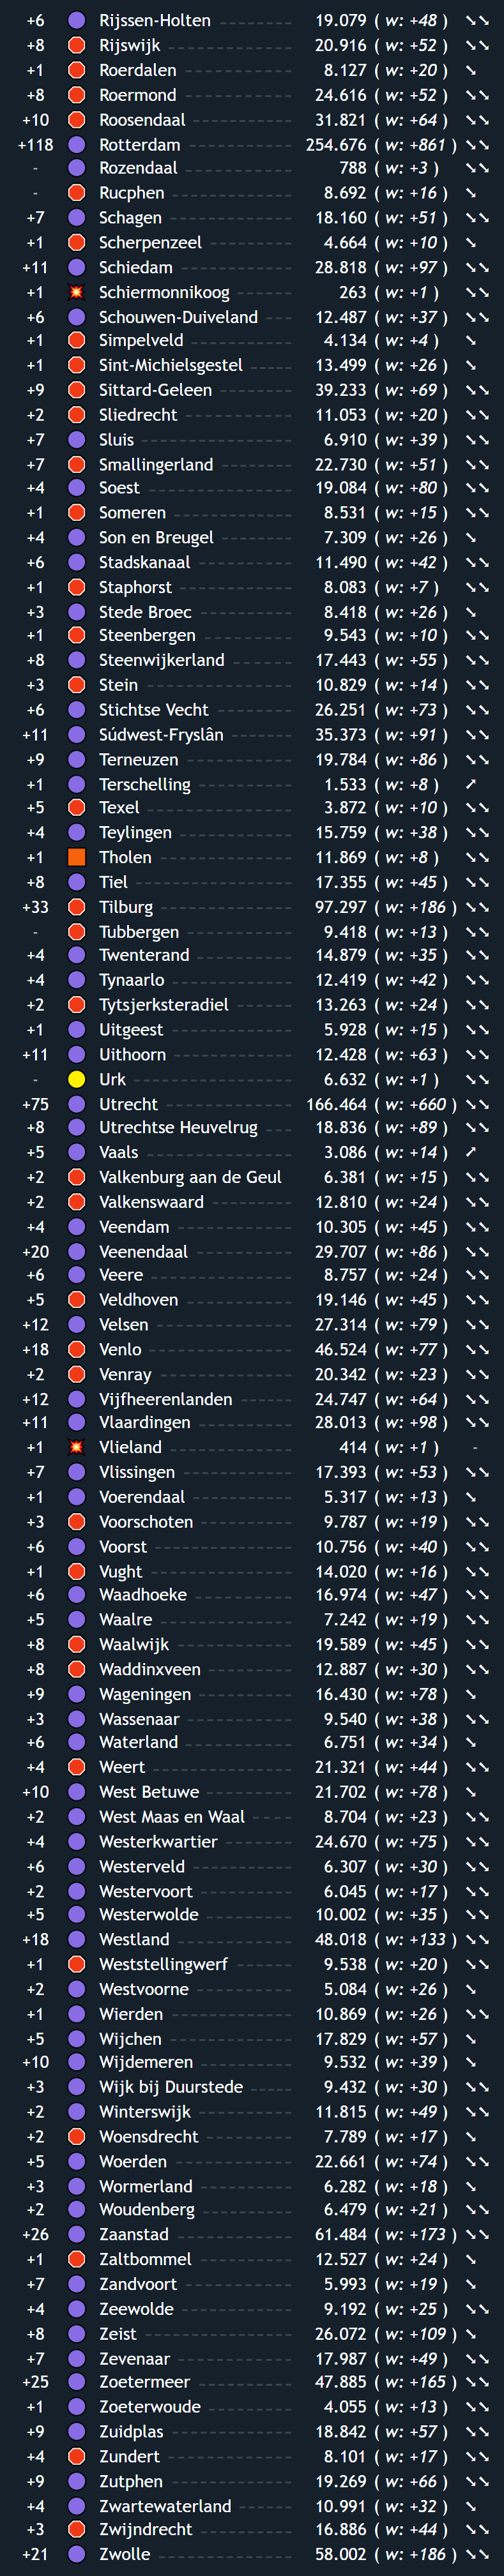 +6 Rijssen-Holten 19.079 ( w: +48 ) ↘↘
+8 Rijswijk 20.916 ( w: +52 ) ↘↘
+1 Roerdalen 8.127 ( w: +20 ) ↘
+8 Roermond 24.616 ( w: +52 ) ↘↘
+10 Roosendaal 31.821 ( w: +64 ) ↘↘
+118 Rotterdam 254.676 ( w: +861 ) ↘↘
- Rozendaal 788 ( w: +3 ) ↘↘
- Rucphen 8.692 ( w: +16 ) ↘
+7 Schagen 18.160 ( w: +51 ) ↘↘
+1 Scherpenzeel 4.664 ( w: +10 ) ↘
+11 Schiedam 28.818 ( w: +97 ) ↘↘
+1 Schiermonnikoog 263 ( w: +1 ) ↘↘
+6 Schouwen-Duiveland 12.487 ( w: +37 ) ↘↘
+1 Simpelveld 4.134 ( w: +4 ) ↘
+1 Sint-Michielsgestel 13.499 ( w: +26 ) ↘
+9 Sittard-Geleen 39.233 ( w: +69 ) ↘↘
+2 Sliedrecht 11.053 ( w: +20 ) ↘↘
+7 Sluis 6.910 ( w: +39 ) ↘↘
+7 Smallingerland 22.730 ( w: +51 ) ↘↘
+4 Soest 19.084 ( w: +80 ) ↘↘
+1 Someren 8.531 ( w: +15 ) ↘↘
+4 Son en Breugel 7.309 ( w: +26 ) ↘
+6 Stadskanaal 11.490 ( w: +42 ) ↘↘
+1 Staphorst 8.083 ( w: +7 ) ↘↘
+3 Stede Broec 8.418 ( w: +26 ) ↘
+1 Steenbergen 9.543 ( w: +10 ) ↘↘
+8 Steenwijkerland 17.443 ( w: +55 ) ↘↘
+3 Stein 10.829 ( w: +14 ) ↘↘
+6 Stichtse Vecht 26.251 ( w: +73 ) ↘↘
+11 Súdwest-Fryslân 35.373 ( w: +91 ) ↘↘
+9 Terneuzen 19.784 ( w: +86 ) ↘↘
+1 Terschelling 1.533 ( w: +8 ) ↗
+5 Texel 3.872 ( w: +10 ) ↘↘
+4 Teylingen 15.759 ( w: +38 ) ↘↘
+1 Tholen 11.869 ( w: +8 ) ↘↘
+8 Tiel 17.355 ( w: +45 ) ↘↘
+33 Tilburg 97.297 ( w: +186 ) ↘↘
- Tubbergen 9.418 ( w: +13 ) ↘↘
+4 Twenterand 14.879 ( w: +35 ) ↘↘
+4 Tynaarlo 12.419 ( w: +42 ) ↘↘
+2 Tytsjerksteradiel 13.263 ( w: +24 ) ↘↘
+1 Uitgeest 5.928 ( w: +15 ) ↘↘
+11 Uithoorn 12.428 ( w: +63 ) ↘↘
- Urk 6.632 ( w: +1 ) ↘↘
+75 Utrecht 166.464 ( w: +660 ) ↘↘
+8 Utrechtse Heuvelrug 18.836 ( w: +89 ) ↘↘
+5 Vaals 3.086 ( w: +14 ) ↗
+2 Valkenburg aan de Geul 6.381 ( w: +15 ) ↘↘
+2 Valkenswaard 12.810 ( w: +24 ) ↘↘
+4 Veendam 10.305 ( w: +45 ) ↘↘
+20 Veenendaal 29.707 ( w: +86 ) ↘↘
+6 Veere 8.757 ( w: +24 ) ↘↘
+5 Veldhoven 19.146 ( w: +45 ) ↘↘
+12 Velsen 27.314 ( w: +79 ) ↘↘
+18 Venlo 46.524 ( w: +77 ) ↘↘
+2 Venray 20.342 ( w: +23 ) ↘↘
+12 Vijfheerenlanden 24.747 ( w: +64 ) ↘↘
+11 Vlaardingen 28.013 ( w: +98 ) ↘↘
+1 Vlieland 414 ( w: +1 ) -
+7 Vlissingen 17.393 ( w: +53 ) ↘↘
+1 Voerendaal 5.317 ( w: +13 ) ↘
+3 Voorschoten 9.787 ( w: +19 ) ↘↘
+6 Voorst 10.756 ( w: +40 ) ↘↘
+1 Vught 14.020 ( w: +16 ) ↘↘
+6 Waadhoeke 16.974 ( w: +47 ) ↘↘
+5 Waalre 7.242 ( w: +19 ) ↘↘
+8 Waalwijk 19.589 ( w: +45 ) ↘↘
+8 Waddinxveen 12.887 ( w: +30 ) ↘↘
+9 Wageningen 16.430 ( w: +78 ) ↘
+3 Wassenaar 9.540 ( w: +38 ) ↘↘
+6 Waterland 6.751 ( w: +34 ) ↘
+4 Weert 21.321 ( w: +44 ) ↘↘
+10 West Betuwe 21.702 ( w: +78 ) ↘
+2 West Maas en Waal 8.704 ( w: +23 ) ↘↘
+4 Westerkwartier 24.670 ( w: +75 ) ↘↘
+6 Westerveld 6.307 ( w: +30 ) ↘↘
+2 Westervoort 6.045 ( w: +17 ) ↘↘
+5 Westerwolde 10.002 ( w: +35 ) ↘↘
+18 Westland 48.018 ( w: +133 ) ↘↘
+1 Weststellingwerf 9.538 ( w: +20 ) ↘↘
+2 Westvoorne 5.084 ( w: +26 ) ↘
+1 Wierden 10.869 ( w: +26 ) ↘↘
+5 Wijchen 17.829 ( w: +57 ) ↘
+10 Wijdemeren 9.532 ( w: +39 ) ↘
+3 Wijk bij Duurstede 9.432 ( w: +30 ) ↘↘
+2 Winterswijk 11.815 ( w: +49 ) ↘↘
+2 Woensdrecht 7.789 ( w: +17 ) ↘
+5 Woerden 22.661 ( w: +74 ) ↘↘
+3 Wormerland 6.282 ( w: +18 ) ↘
+2 Woudenberg 6.479 ( w: +21 ) ↘↘
+26 Zaanstad 61.484 ( w: +173 ) ↘↘
+1 Zaltbommel 12.527 ( w: +24 ) ↘
+7 Zandvoort 5.993 ( w: +19 ) ↘
+4 Zeewolde 9.192 ( w: +25 ) ↘↘
+8 Zeist 26.072 ( w: +109 ) ↘
+7 Zevenaar 17.987 ( w: +49 ) ↘↘
+25 Zoetermeer 47.885 ( w: +165 ) ↘↘
+1 Zoeterwoude 4.055 ( w: +13 ) ↘
+9 Zuidplas 18.842 ( w: +57 ) ↘↘
+4 Zundert 8.101 ( w: +17 ) ↘↘
+9 Zutphen 19.269 ( w: +66 ) ↘↘
+4 Zwartewaterland 10.991 ( w: +32 ) ↘
+3 Zwijndrecht 16.886 ( w: +44 ) ↘↘
+21 Zwolle 58.002 ( w: +186 ) ↘↘